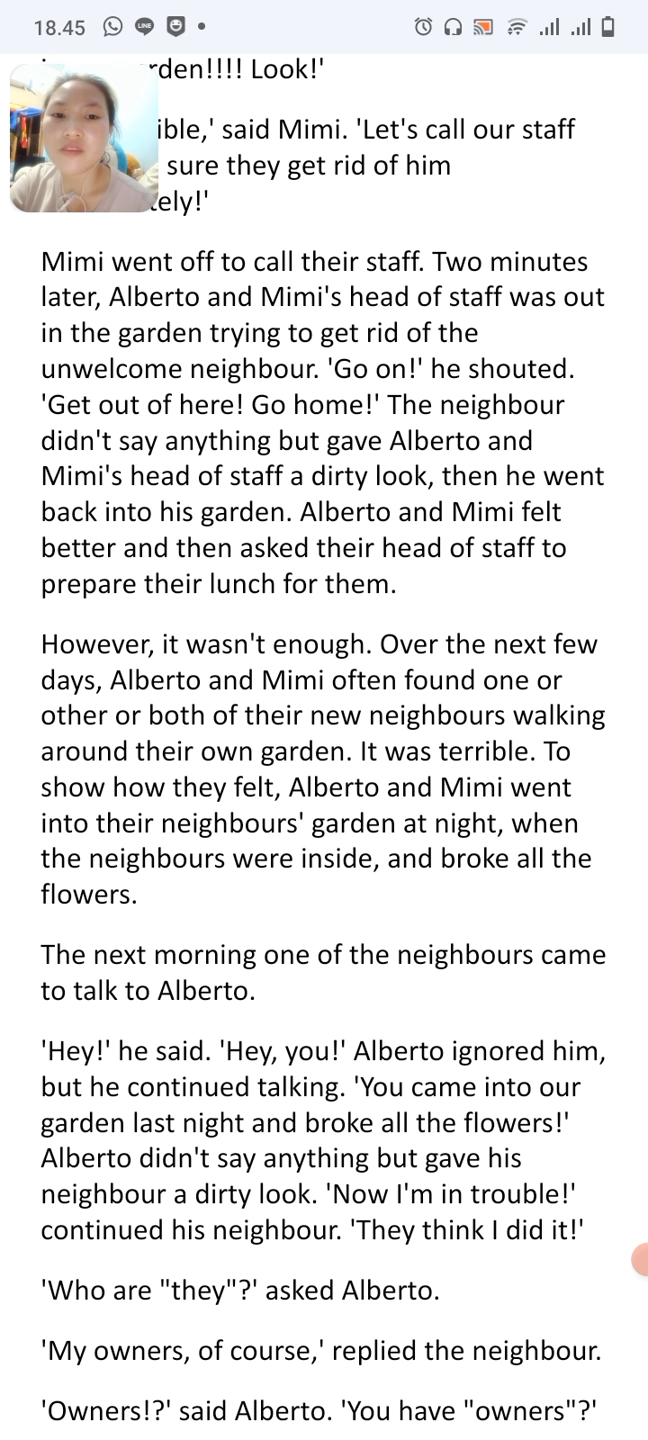 18.45
LINE
rden!!!! Look!'
ible,' said Mimi. 'Let's call our staff
sure they get rid of him
tely!'
Mimi went off to call their staff. Two minutes
later, Alberto and Mimi's head of staff was out
in the garden trying to get rid of the
unwelcome neighbour. 'Go on!' he shouted.
'Get out of here! Go home!' The neighbour
didn't say anything but gave Alberto and
Mimi's head of staff a dirty look, then he went
back into his garden. Alberto and Mimi felt
better and then asked their head of staff to
prepare their lunch for them.
However, it wasn't enough. Over the next few
days, Alberto and Mimi often found one or
other or both of their new neighbours walking
around their own garden. It was terrible. To
show how they felt, Alberto and Mimi went
into their neighbours' garden at night, when
the neighbours were inside, and broke all the
flowers.
The next morning one of the neighbours came
to talk to Alberto.
'Hey!' he said. 'Hey, you!' Alberto ignored him,
but he continued talking. 'You came into our
garden last night and broke all the flowers!'
Alberto didn't say anything but gave his
neighbour a dirty look. 'Now I'm in trouble!'
continued his neighbour. 'They think I did it!'
'Who are "they"?' asked Alberto.
'My owners, of course,' replied the neighbour.
'Owners!?' said Alberto. 'You have "owners"?'